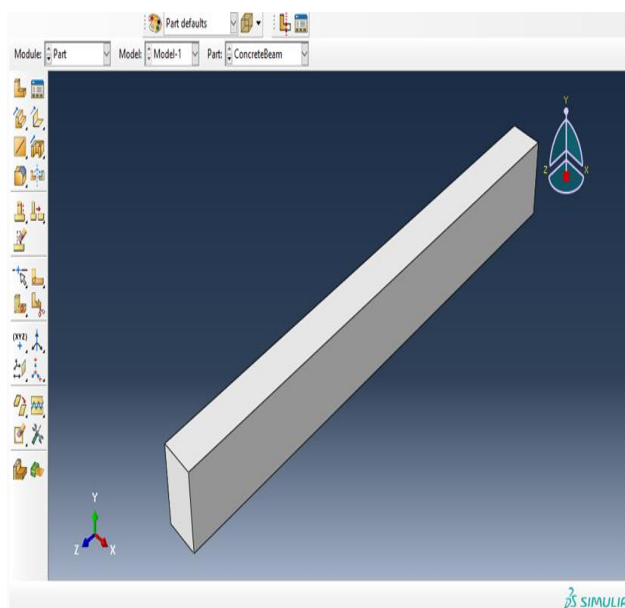 Part defaults
Module: Part Model: Model-1 Part: ConcreteBeam
Y
Z X
(XYZ)
Y
Z X
SIMULIA